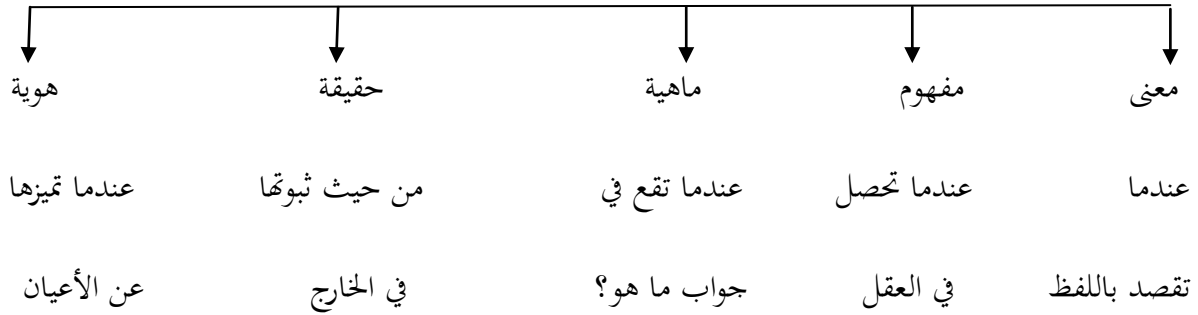 معنى مفهوم ماهية حقيقة هوية
عندما عندما تحصل عندما تقع في من حيث ثبوتها عندما تميزها
تقصد باللفظ في العقل جواب ما هو؟ في الخارج عن الأعيان